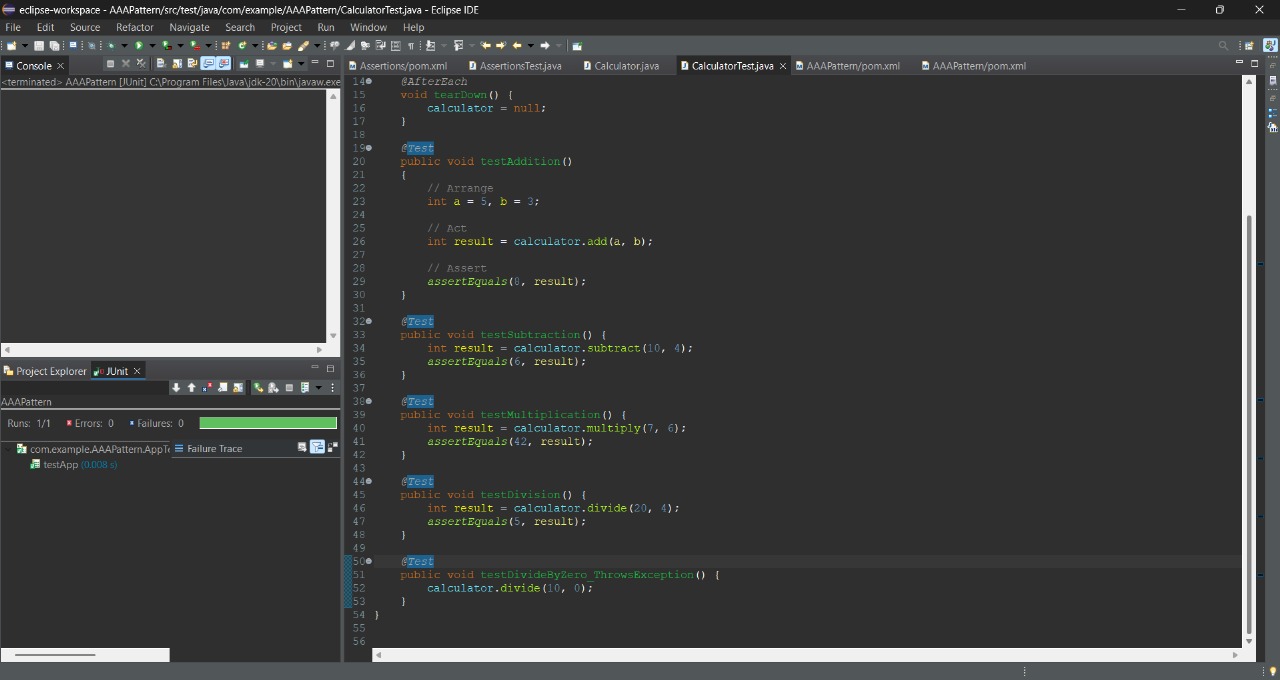 eclipse-workspace - AAAPattern/src/test/java/com/example/AAAPattern/CalculatorTest.java - Eclipse IDE
File Edit Source Refactor Navigate Search Project Run Window Help
Console
Assertions/pom.xml AssertionsTest.java Calculator.java CalculatorTest.java AAAPattern/pom.xml AAAPattern/pom.xml
<terminated> AAAPattern [JUnit] C:\Program Files\Java\jdk-20\bin\javaw.exe
Project Explorer JUnit
AAAPattern
Runs: 1/1 Errors: 0 Failures: 0
com.example.AAAPattern.AppTe
Failure Trace
testApp (0.008 s)
14 @AfterEach
15 void tearDown() {
16 calculator = null;
17 }
18
19 @Test
20 public void testAddition()
21 {
22 // Arrange
23 int a = 5, b = 3;
24
25 // Act
26 int result = calculator.add(a, b);
27
28 // Assert
29 assertEquals(8, result);
30 }
31
32 @Test
33 public void testSubtraction() {
34 int result = calculator.subtract(10, 4);
35 assertEquals(6, result);
36 }
37
38 @Test
39 public void testMultiplication() {
40 int result = calculator.multiply(7, 6);
41 assertEquals(42, result);
42 }
43
44 @Test
45 public void testDivision() {
46 int result = calculator.divide(20, 4);
47 assertEquals(5, result);
48 }
49
50 @Test
51 public void testDivideByZero_ThrowsException() {
52 calculator.divide(10, 0);
53 }
54 }
55
56